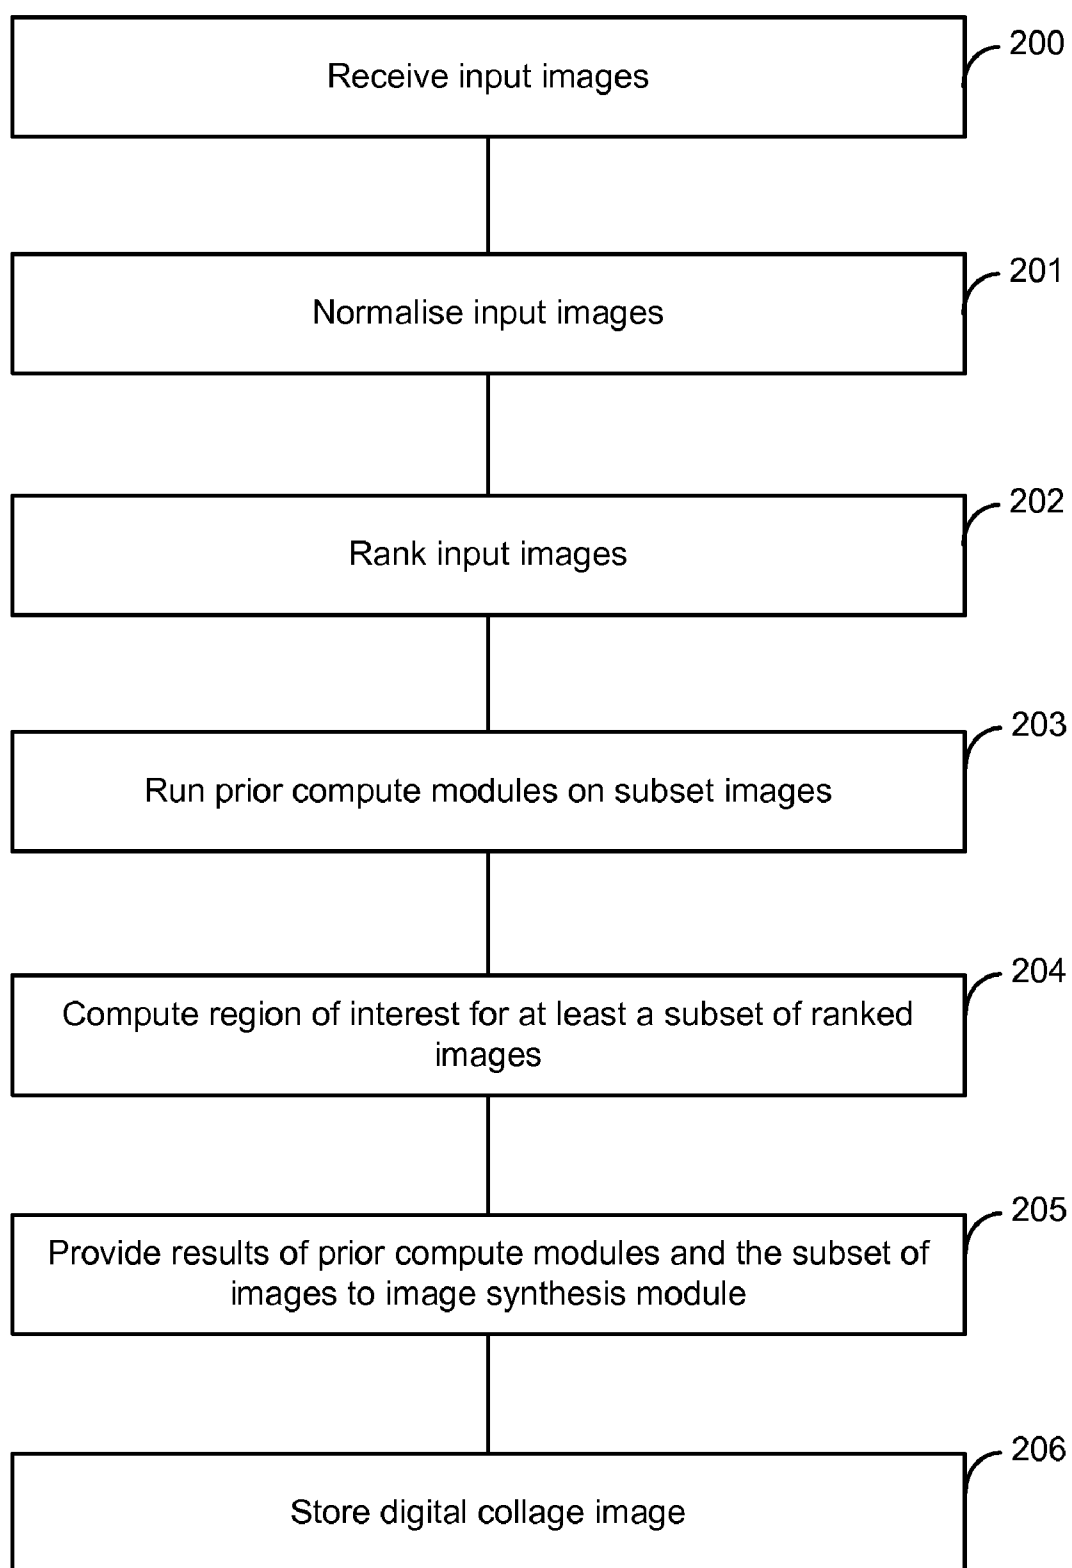 200
Receive input images
201
Normalise input images
202
Rank input images
203
Run prior compute modules on subset images
204
Compute region of interest for at least a subset of ranked
images
205
Provide results of prior compute modules and the subset of
images to image synthesis module
206
Store digital collage image